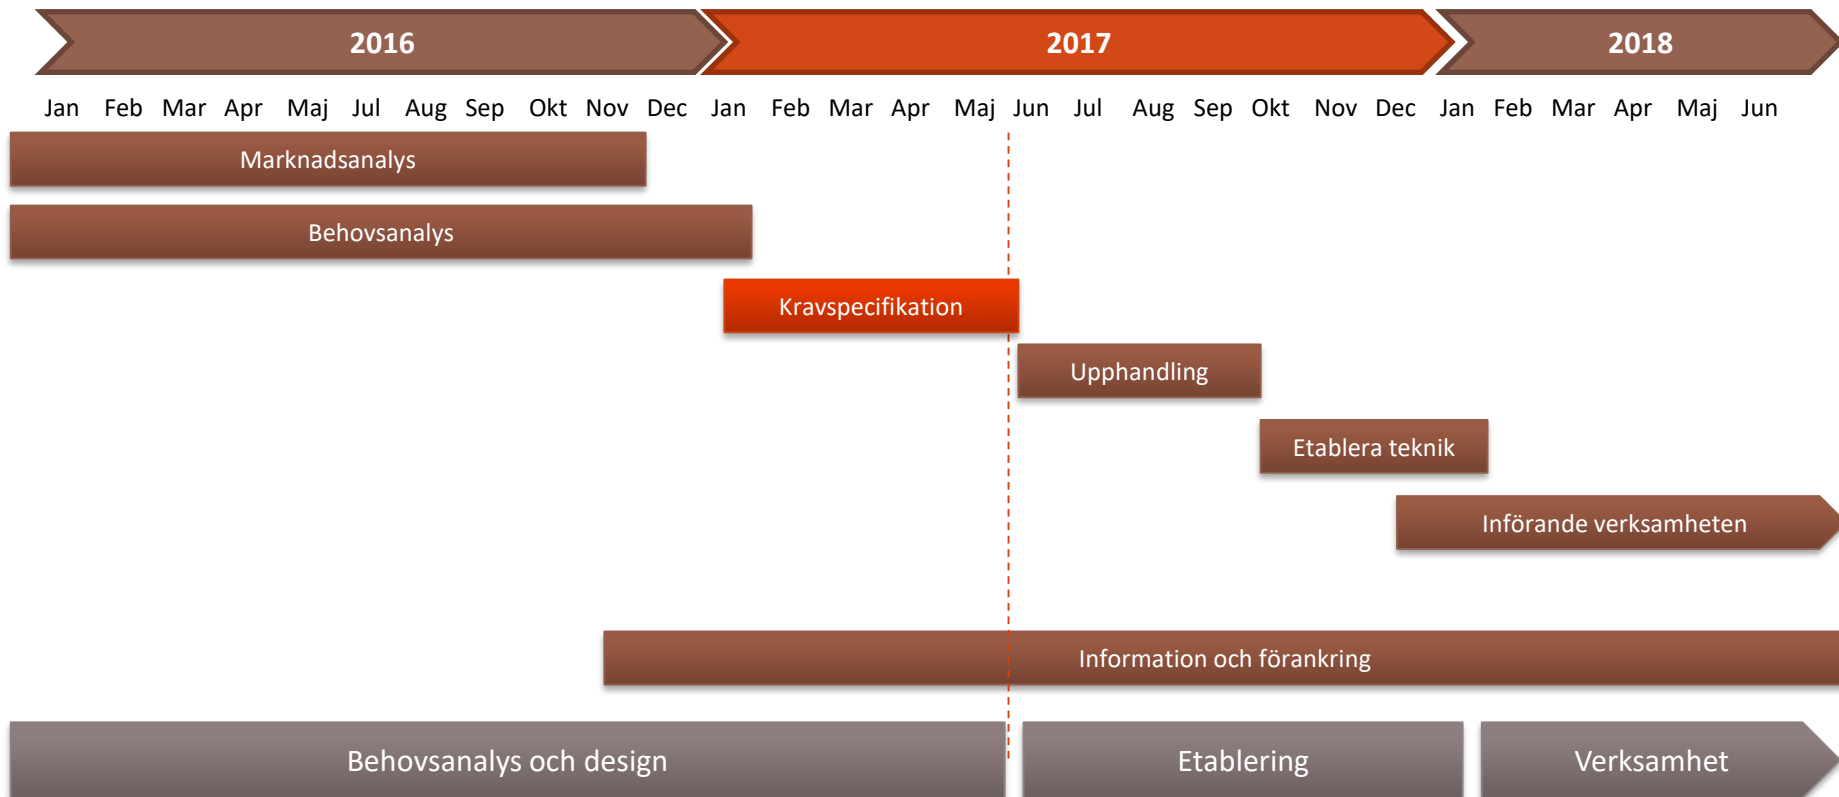 2016 2017 2018
Jan Feb Mar Apr Maj Jul Aug Sep Okt Nov Dec Jan Feb Mar Apr Maj Jun Jul Aug Sep Okt Nov Dec Jan Feb Mar Apr Maj Jun
Marknadsanalys
Behovsanalys
Kravspecifikation
Upphandling
Etablera teknik
Införande verksamheten
Information och förankring
Behovsanalys och design Etablering Verksamhet